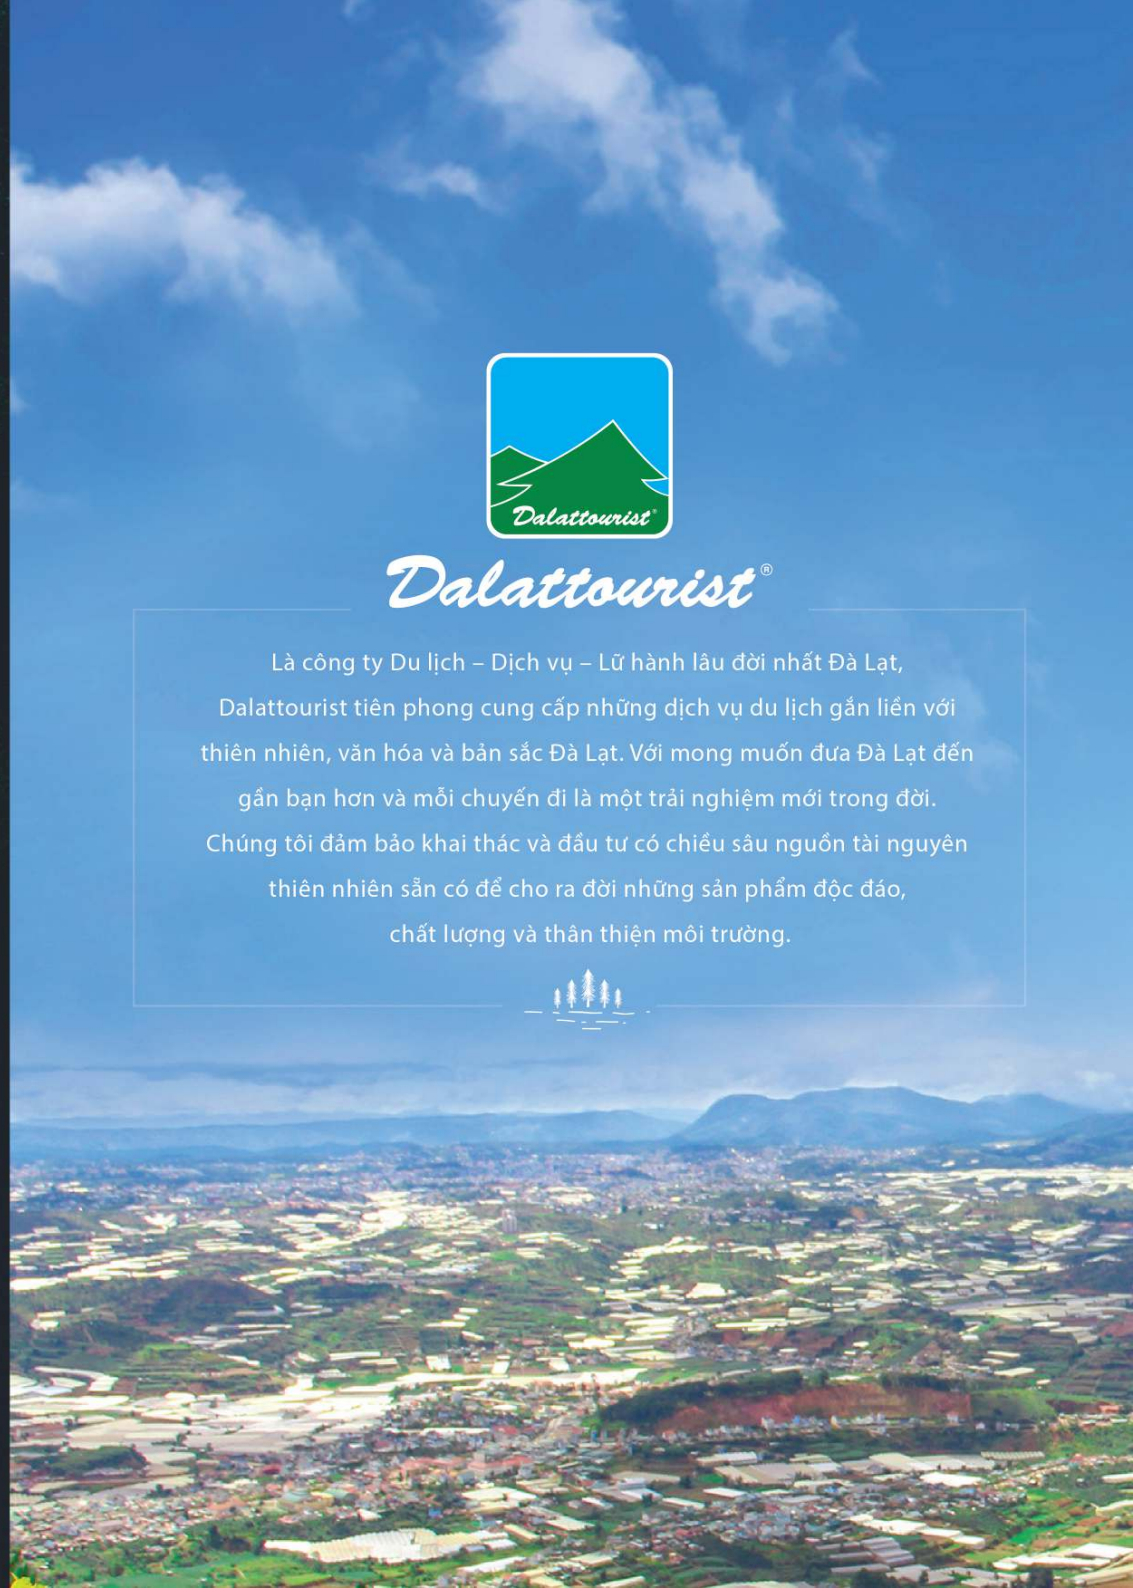 Dalattourist®
Dalattourist®
Là công ty Du lịch – Dịch vụ – Lữ hành lâu đời nhất Đà Lạt,
Dalattourist tiên phong cung cấp những dịch vụ du lịch gắn liền với
thiên nhiên, văn hóa và bản sắc Đà Lạt. Với mong muốn đưa Đà Lạt đến
gần bạn hơn và mỗi chuyến đi là một trải nghiệm mới trong đời.
Chúng tôi đảm bảo khai thác và đầu tư có chiều sâu nguồn tài nguyên
thiên nhiên sẵn có để cho ra đời những sản phẩm độc đáo,
chất lượng và thân thiện môi trường.